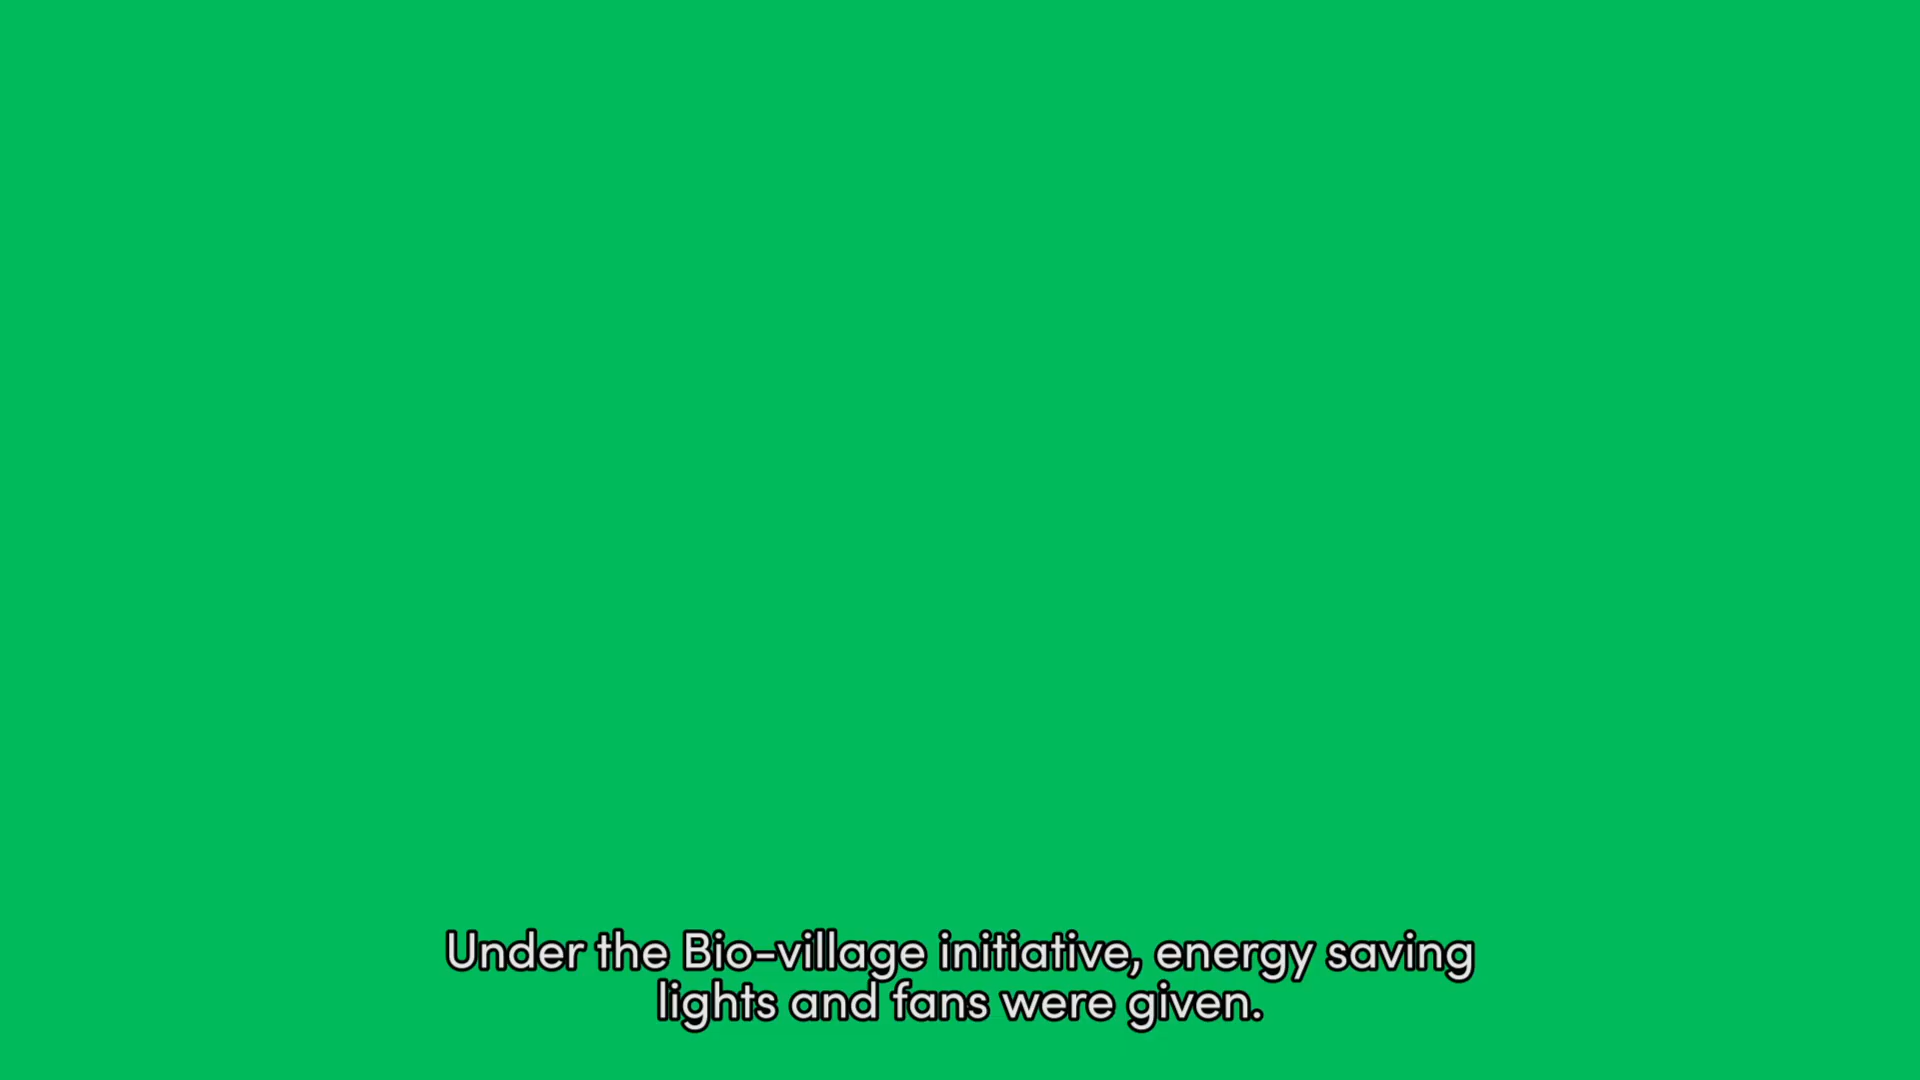 Under the Bio-village initiative, energy saving
lights and fans were given.